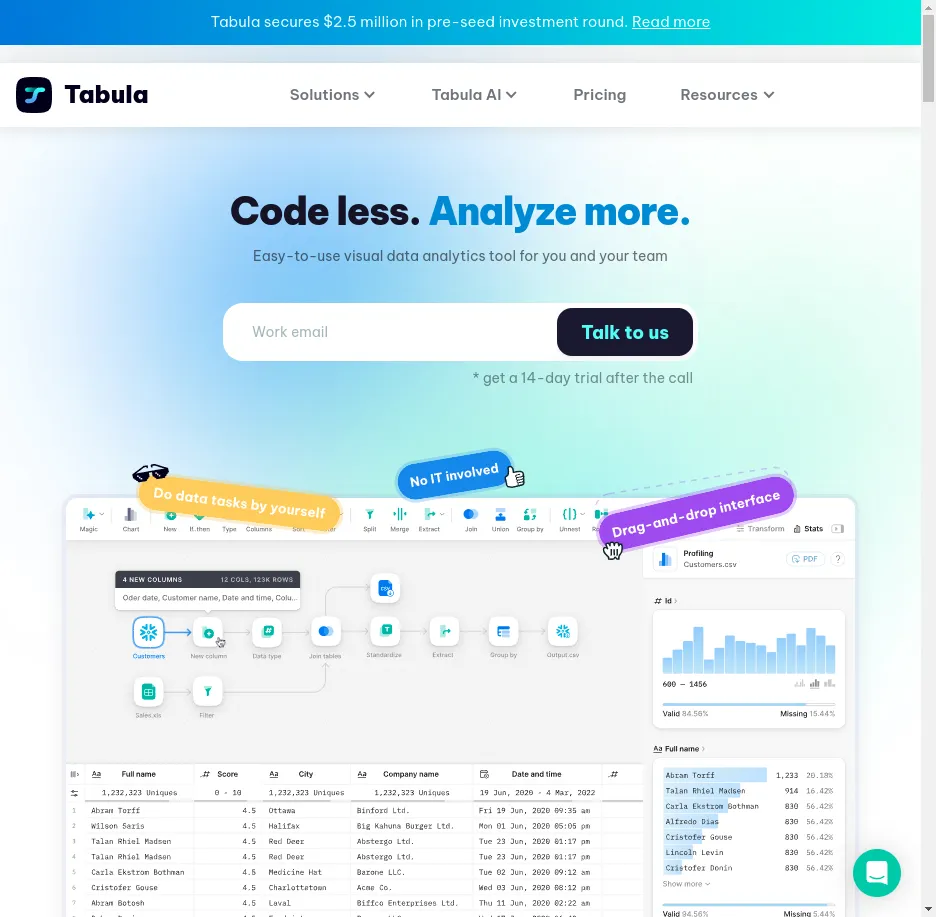 Tabula secures $2.5 million in pre-seed investment round. Read more
Tabula
Solutions
Tabula AI
Pricing
Resources
Code less. Analyze more.
Easy-to-use visual data analytics tool for you and your team
Work email
Talk to us
* get a 14-day trial after the call
Do data tasks by yourself
No IT involved
Drag-and-drop interface
Magic
Chart
New
If..then
Type
Columns
Split
Merge
Extract
Join
Union
Group by
Unnest
Transform
Stats
4 NEW COLUMNS
12 COLS, 123K ROWS
Oder date, Customer name, Date and time, Colu...
Customers
New column
Data type
Join tables
Standardize
Extract
Group by
Output.csv
Sales.xls
Filter
Profiling
Customers.csv
PDF
?
# Id
600 — 1456
Valid 84.56%
Missing 15.44%
Aa Full name
Abram Torff 1,233 20.18%
Talan Rhiel Madsen 914 16.42%
Carla Ekstrom Bothman 830 56.42%
Alfredo Dias 830 56.42%
Cristofer Gouse 830 56.42%
Lincoln Levin 830 56.42%
Cristofer Donin 830 56.42%
Show more
Valid 94.56%
Missing 5.44%
Aa Full name .# Score Aa City Aa Company name Date and time .#
1,232,323 Uniques 0 - 10 1,232,323 Uniques 1,232,323 Uniques 19 Jun, 2020 - 4 Mar, 2022
1 Abram Torff 4.5 Ottawa Binford Ltd. Fri 19 Jun, 2020 09:35 am
2 Wilson Saris 4.5 Halifax Big Kahuna Burger Ltd. Mon 01 Jun, 2020 05:05 pm
3 Talan Rhiel Madsen 4.5 Red Deer Abstergo Ltd. Tue 23 Jun, 2020 01:17 pm
4 Talan Rhiel Madsen 4.5 Red Deer Abstergo Ltd. Tue 23 Jun, 2020 01:17 pm
5 Carla Ekstrom Bothman 4.5 Medicine Hat Barone LLC. Tue 02 Jun, 2020 09:12 am
6 Cristofer Gouse 4.5 Charlottetown Acme Co. Wed 03 Jun, 2020 08:12 pm
7 Abram Botosh 4.5 Laval Biffco Enterprises Ltd. Thu 11 Jun, 2020 02:22 am